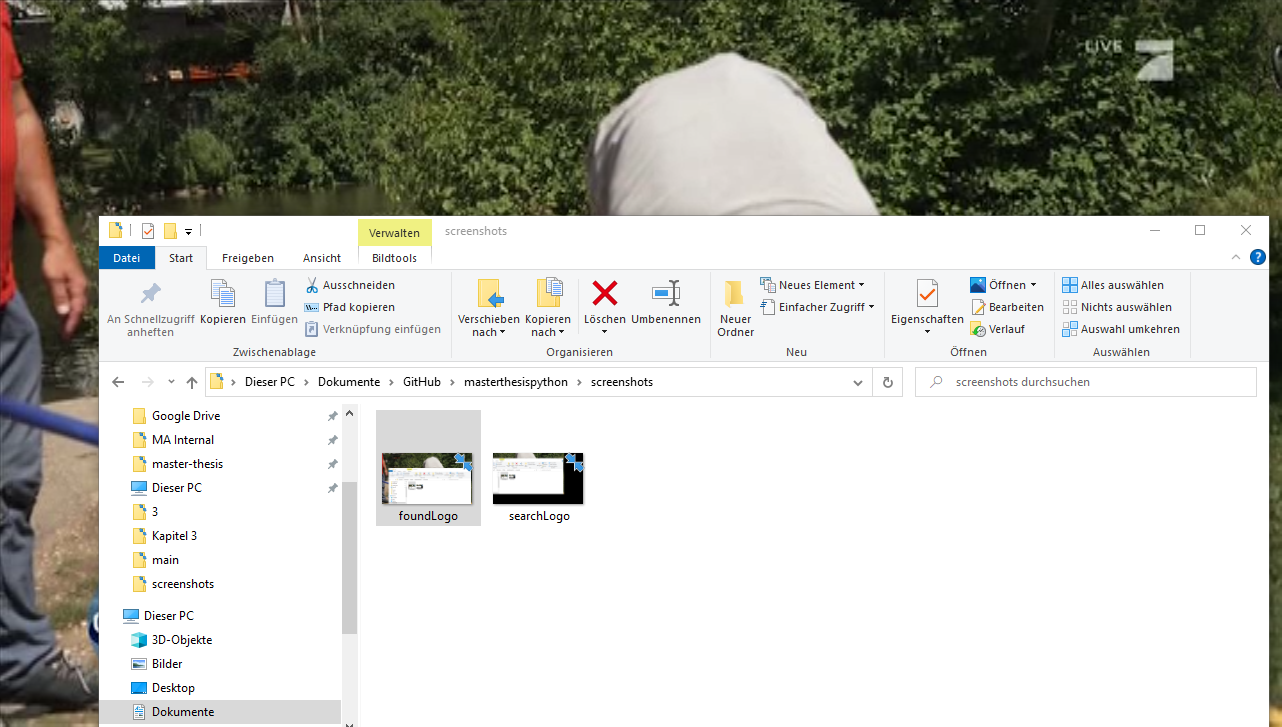 LIVE
Verwalten
screenshots
Datei
Start
Freigeben
Ansicht
Bildtools
?
An Schnellzugriff
anheften
Kopieren
Einfügen
Ausschneiden
Pfad kopieren
Verknüpfung einfügen
Zwischenablage
Verschieben
nach
Kopieren
nach
Löschen
Umbenennen
Organisieren
Neuer
Ordner
Neues Element
Einfacher Zugriff
Neu
Eigenschaften
Öffnen
Bearbeiten
Verlauf
Öffnen
Alles auswählen
Nichts auswählen
Auswahl umkehren
Auswählen
Dieser PC
Dokumente
GitHub
masterthesispython
screenshots
screenshots durchsuchen
Google Drive
MA Internal
master-thesis
Dieser PC
3
Kapitel 3
main
screenshots
Dieser PC
3D-Objekte
Bilder
Desktop
Dokumente
foundLogo
searchLogo